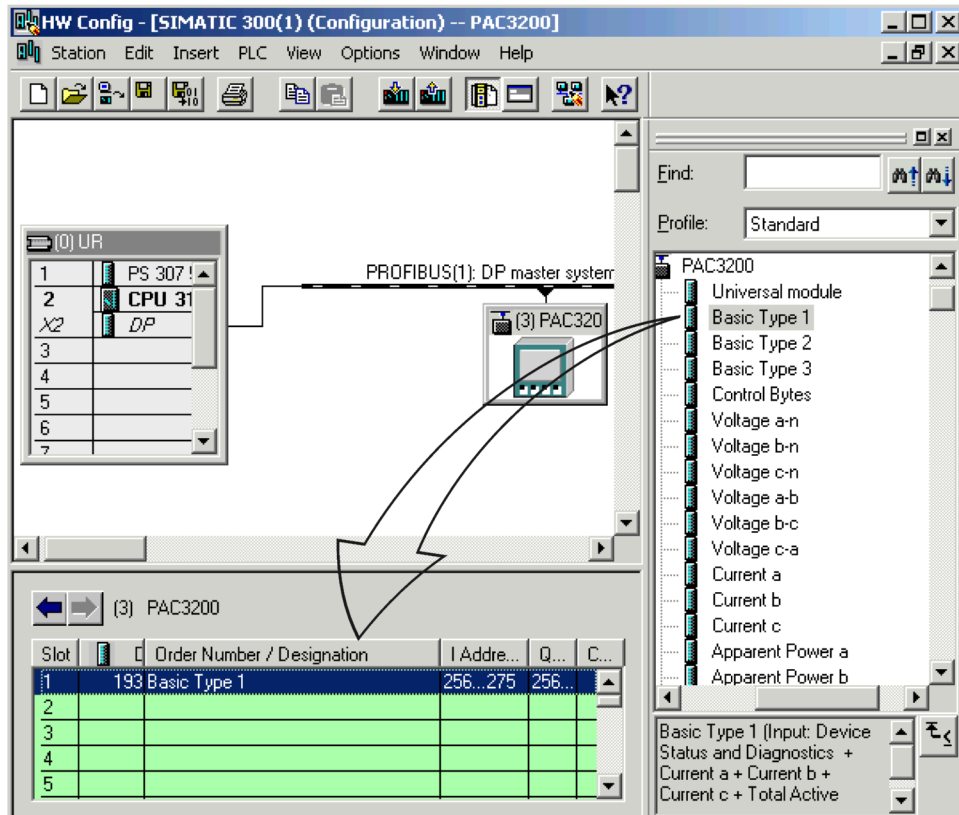 HW Config - [SIMATIC 300(1) (Configuration) -- PAC3200]
Station Edit Insert PLC View Options Window Help
(0) UR
1 PS 307 5
2 CPU 31
X2 DP
3
4
5
6
7
PROFIBUS(1): DP master system
(3) PAC320
Find:
Profile: Standard
PAC3200
Universal module
Basic Type 1
Basic Type 2
Basic Type 3
Control Bytes
Voltage a-n
Voltage b-n
Voltage c-n
Voltage a-b
Voltage b-c
Voltage c-a
Current a
Current b
Current c
Apparent Power a
Apparent Power b
(3) PAC3200
Slot D Order Number / Designation I Addre... Q... C...
1 193 Basic Type 1 256...275 256...
2
3
4
5
Basic Type 1 (Input: Device
Status and Diagnostics +
Current a + Current b +
Current c + Total Active